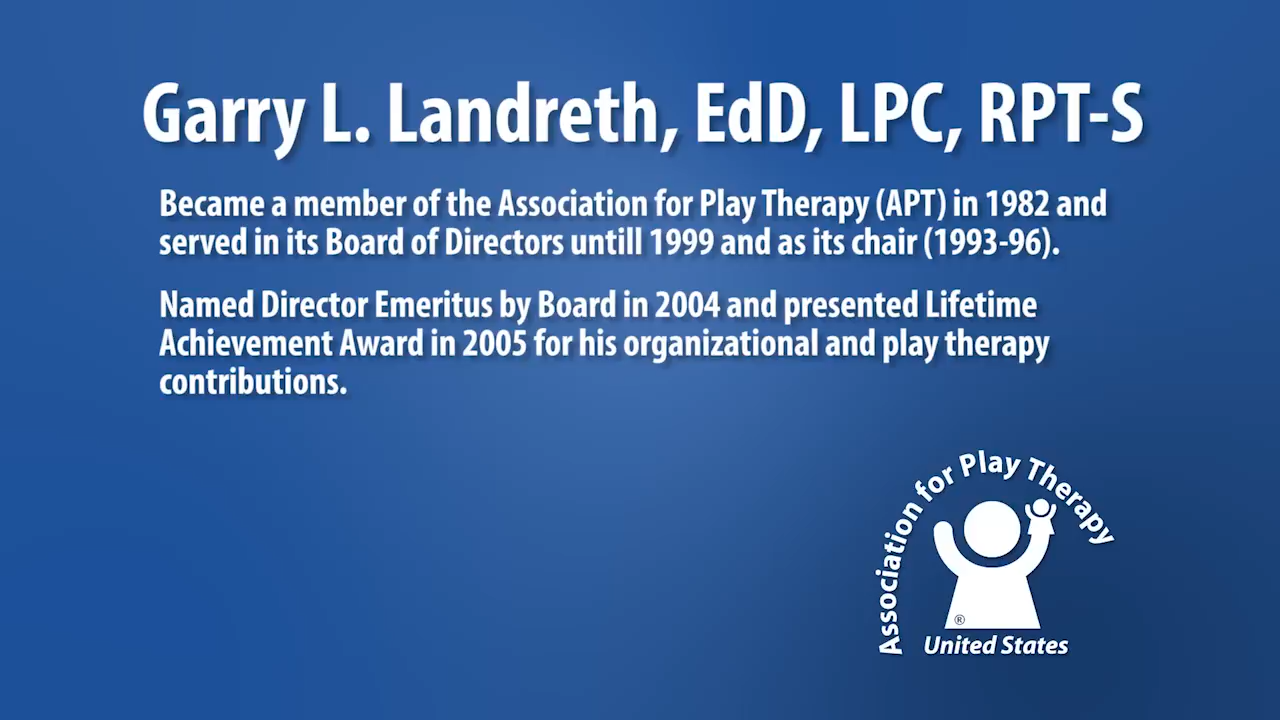 Garry L. Landreth, EdD, LPC, RPT-S
Became a member of the Association for Play Therapy (APT) in 1982 and
served in its Board of Directors untill 1999 and as its chair (1993-96).
Named Director Emeritus by Board in 2004 and presented Lifetime
Achievement Award in 2005 for his organizational and play therapy
contributions.
Association for Play Therapy
®
United States